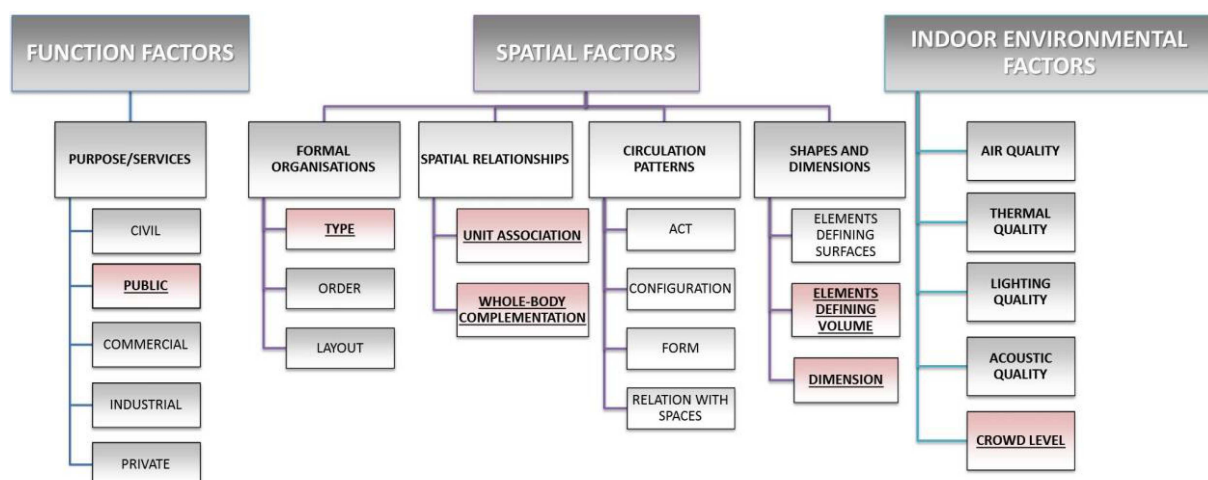 FUNCTION FACTORS
PURPOSE/SERVICES
CIVIL
PUBLIC
COMMERCIAL
INDUSTRIAL
PRIVATE
SPATIAL FACTORS
FORMAL
ORGANISATIONS
TYPE
ORDER
LAYOUT
SPATIAL RELATIONSHIPS
UNIT ASSOCIATION
WHOLE-BODY
COMPLEMENTATION
CIRCULATION
PATTERNS
ACT
CONFIGURATION
FORM
RELATION WITH
SPACES
SHAPES AND
DIMENSIONS
ELEMENTS
DEFINING
SURFACES
ELEMENTS
DEFINING
VOLUME
DIMENSION
INDOOR ENVIRONMENTAL
FACTORS
AIR QUALITY
THERMAL
QUALITY
LIGHTING
QUALITY
ACOUSTIC
QUALITY
CROWD LEVEL